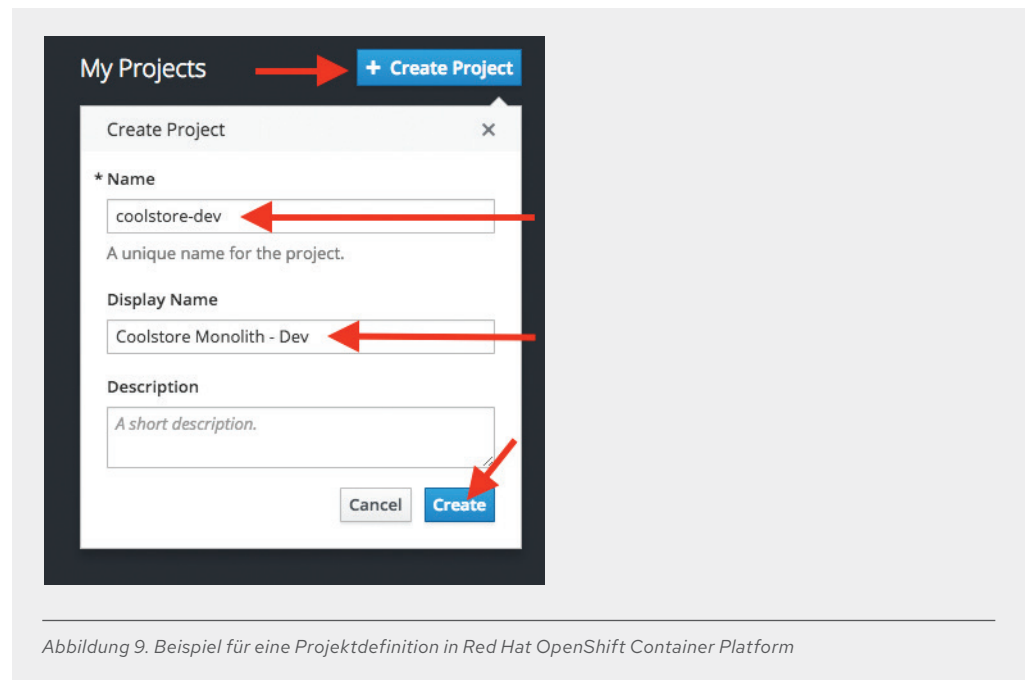 My Projects
+ Create Project
Create Project ×
* Name
coolstore-dev
A unique name for the project.
Display Name
Coolstore Monolith - Dev
Description
A short description.
Cancel Create
Abbildung 9. Beispiel für eine Projektdefinition in Red Hat OpenShift Container Platform